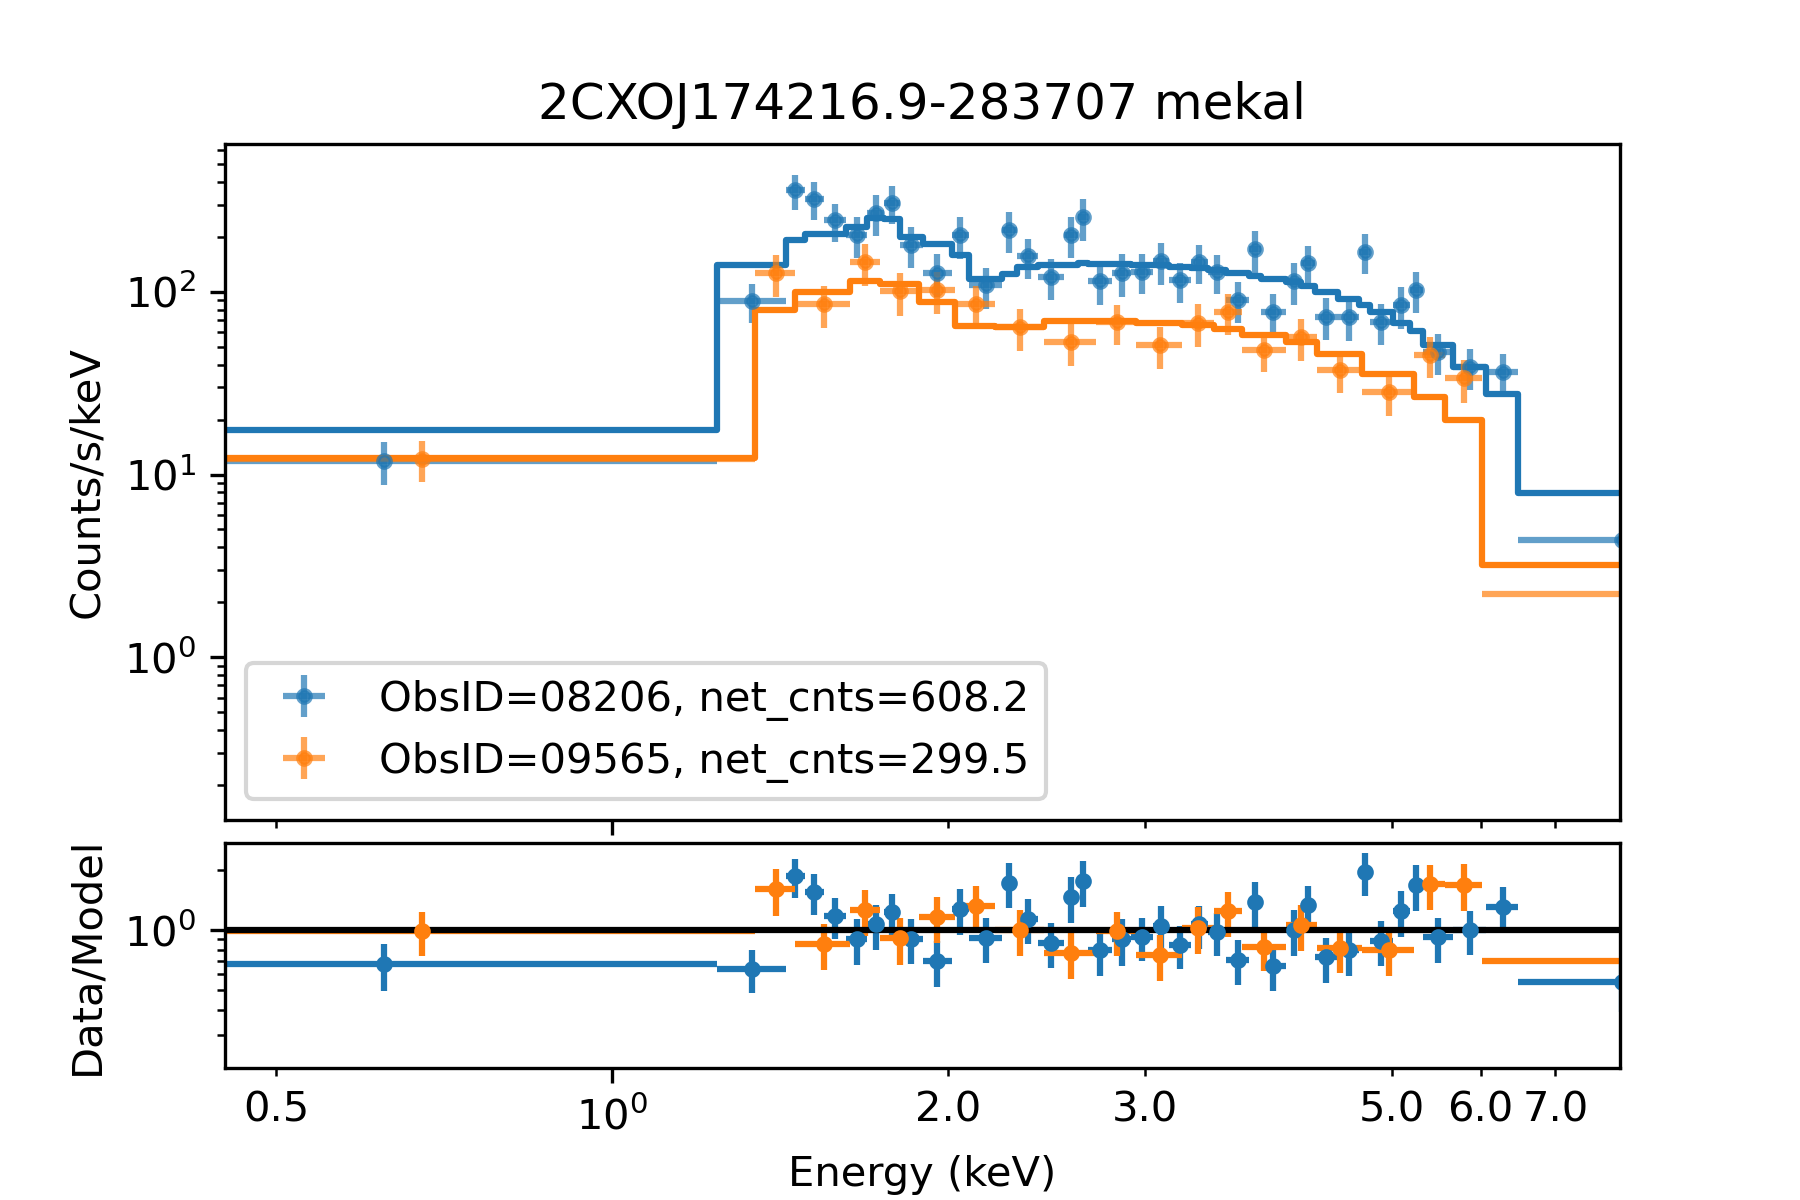 2CXOJ174216.9-283707 mekal
Counts/s/keV
10²
10¹
10⁰
ObsID=08206, net_cnts=608.2
ObsID=09565, net_cnts=299.5
Data/Model
10⁰
0.5 10⁰ 2.0 3.0 5.0 6.0 7.0
Energy (keV)